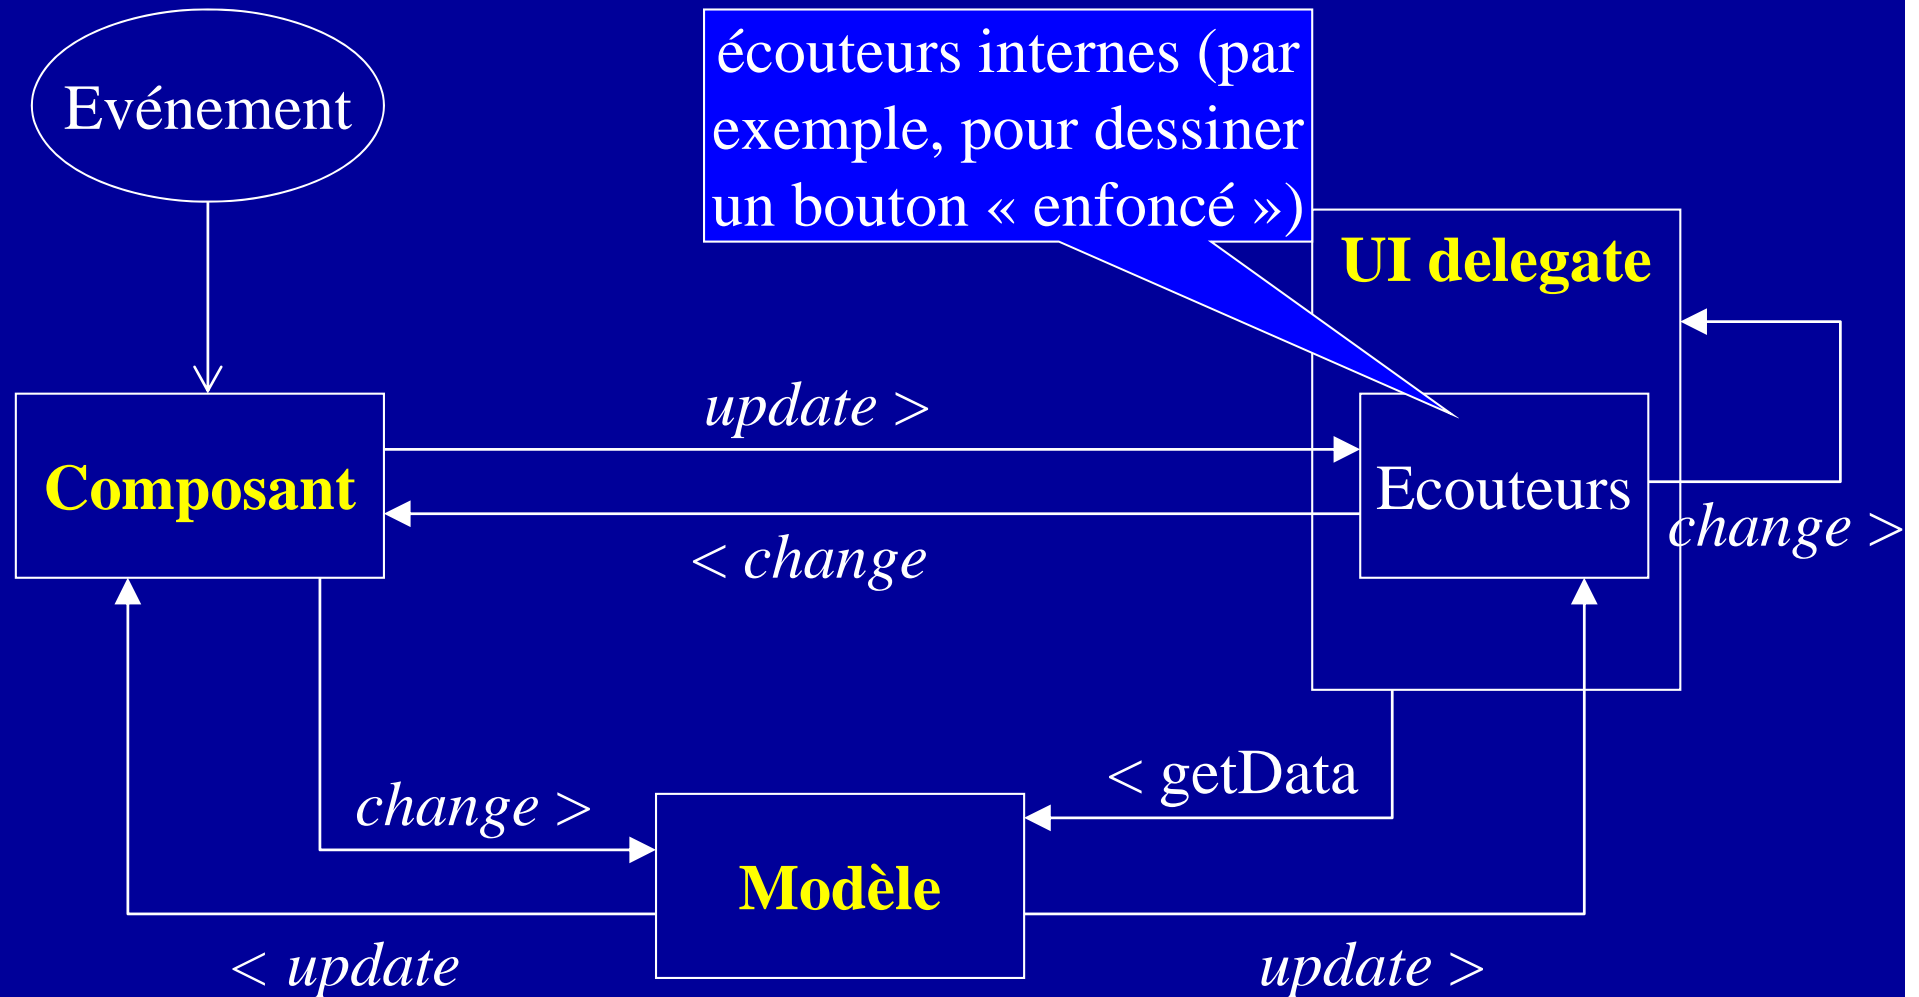 Evénement
écouteurs internes (par
exemple, pour dessiner
un bouton « enfoncé »)
UI delegate
update >
Composant
Ecouteurs
change >
< change
< getData
change >
Modèle
< update
update >